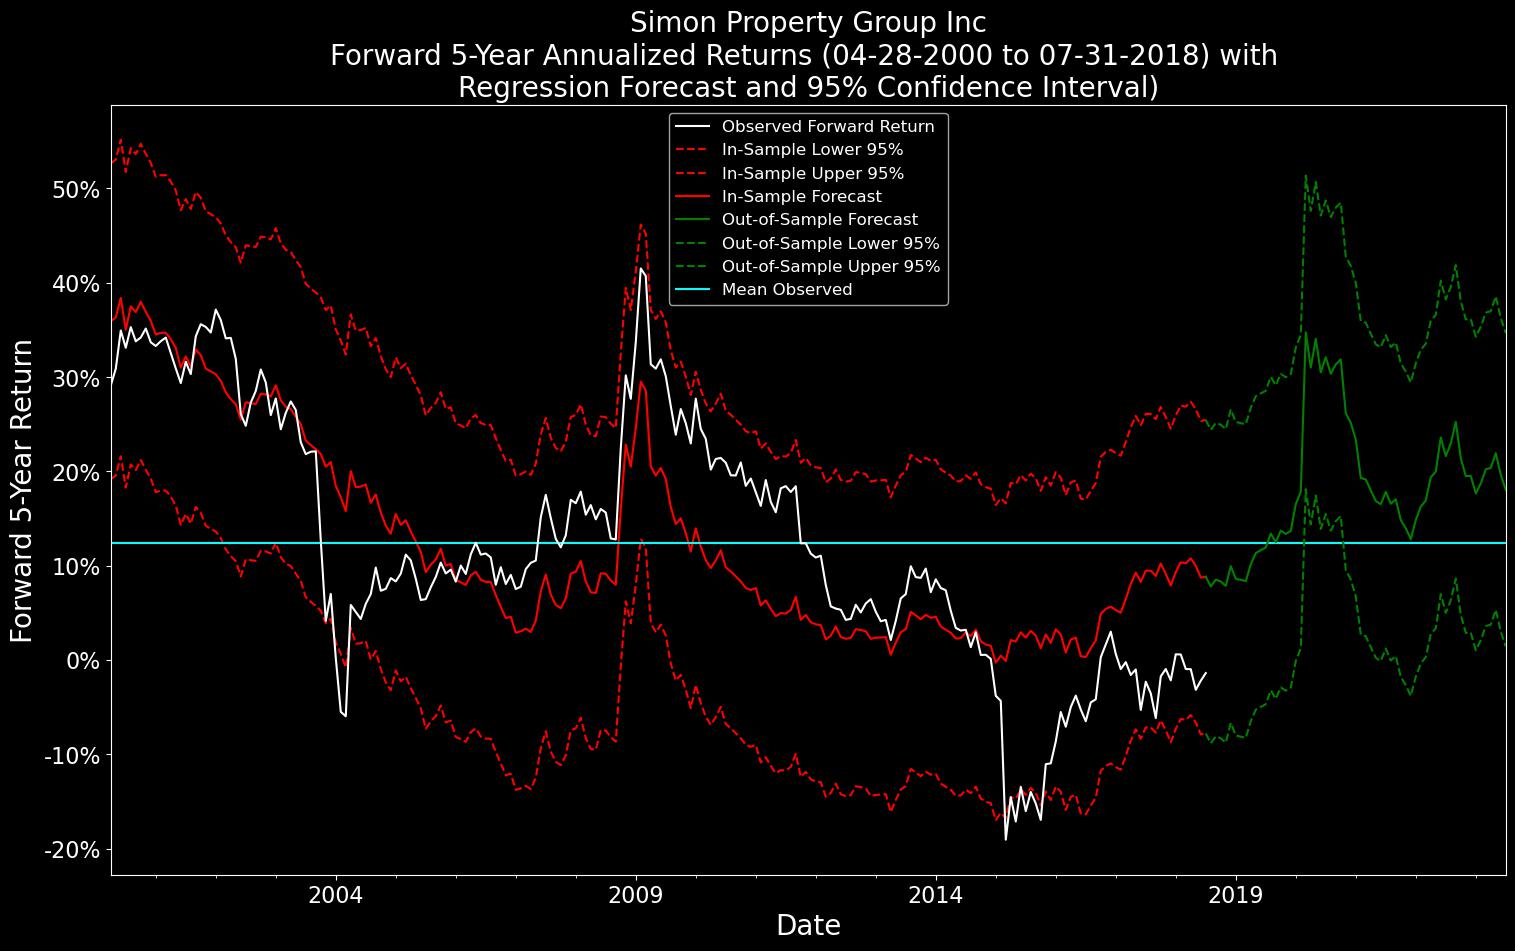 Simon Property Group Inc
Forward 5-Year Annualized Returns (04-28-2000 to 07-31-2018) with
Regression Forecast and 95% Confidence Interval)
Observed Forward Return
In-Sample Lower 95%
In-Sample Upper 95%
In-Sample Forecast
Out-of-Sample Forecast
Out-of-Sample Lower 95%
Out-of-Sample Upper 95%
Mean Observed
Forward 5-Year Return
50%
40%
30%
20%
10%
0%
-10%
-20%
2004
2009
2014
2019
Date